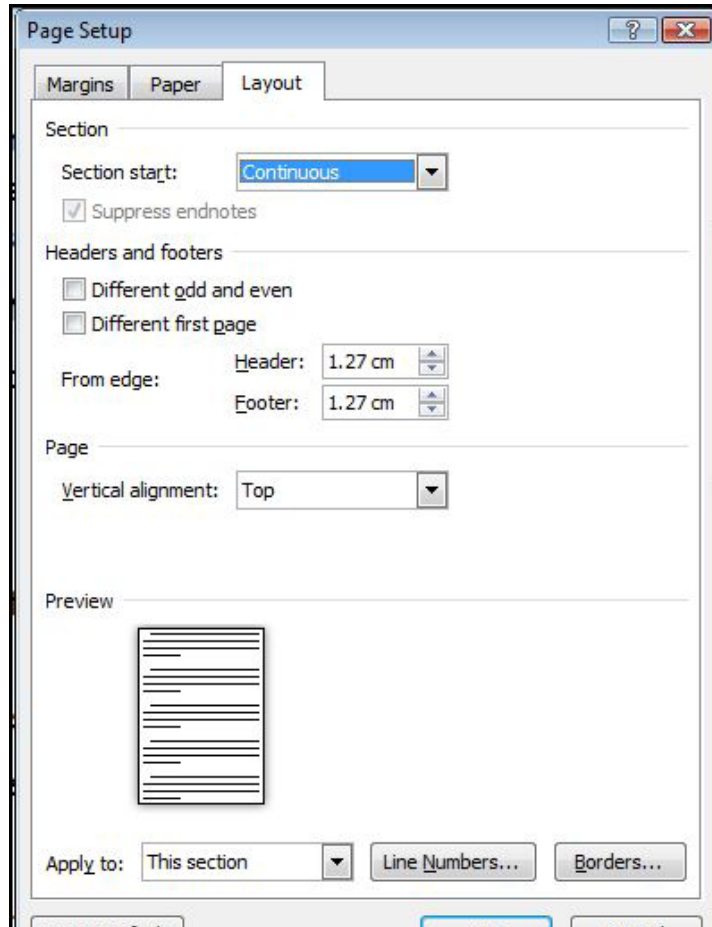 Page Setup
Margins Paper Layout
Section
Section start: Continuous
Suppress endnotes
Headers and footers
Different odd and even
Different first page
From edge:
Header: 1.27 cm
Footer: 1.27 cm
Page
Vertical alignment: Top
Preview
Apply to: This section Line Numbers... Borders...